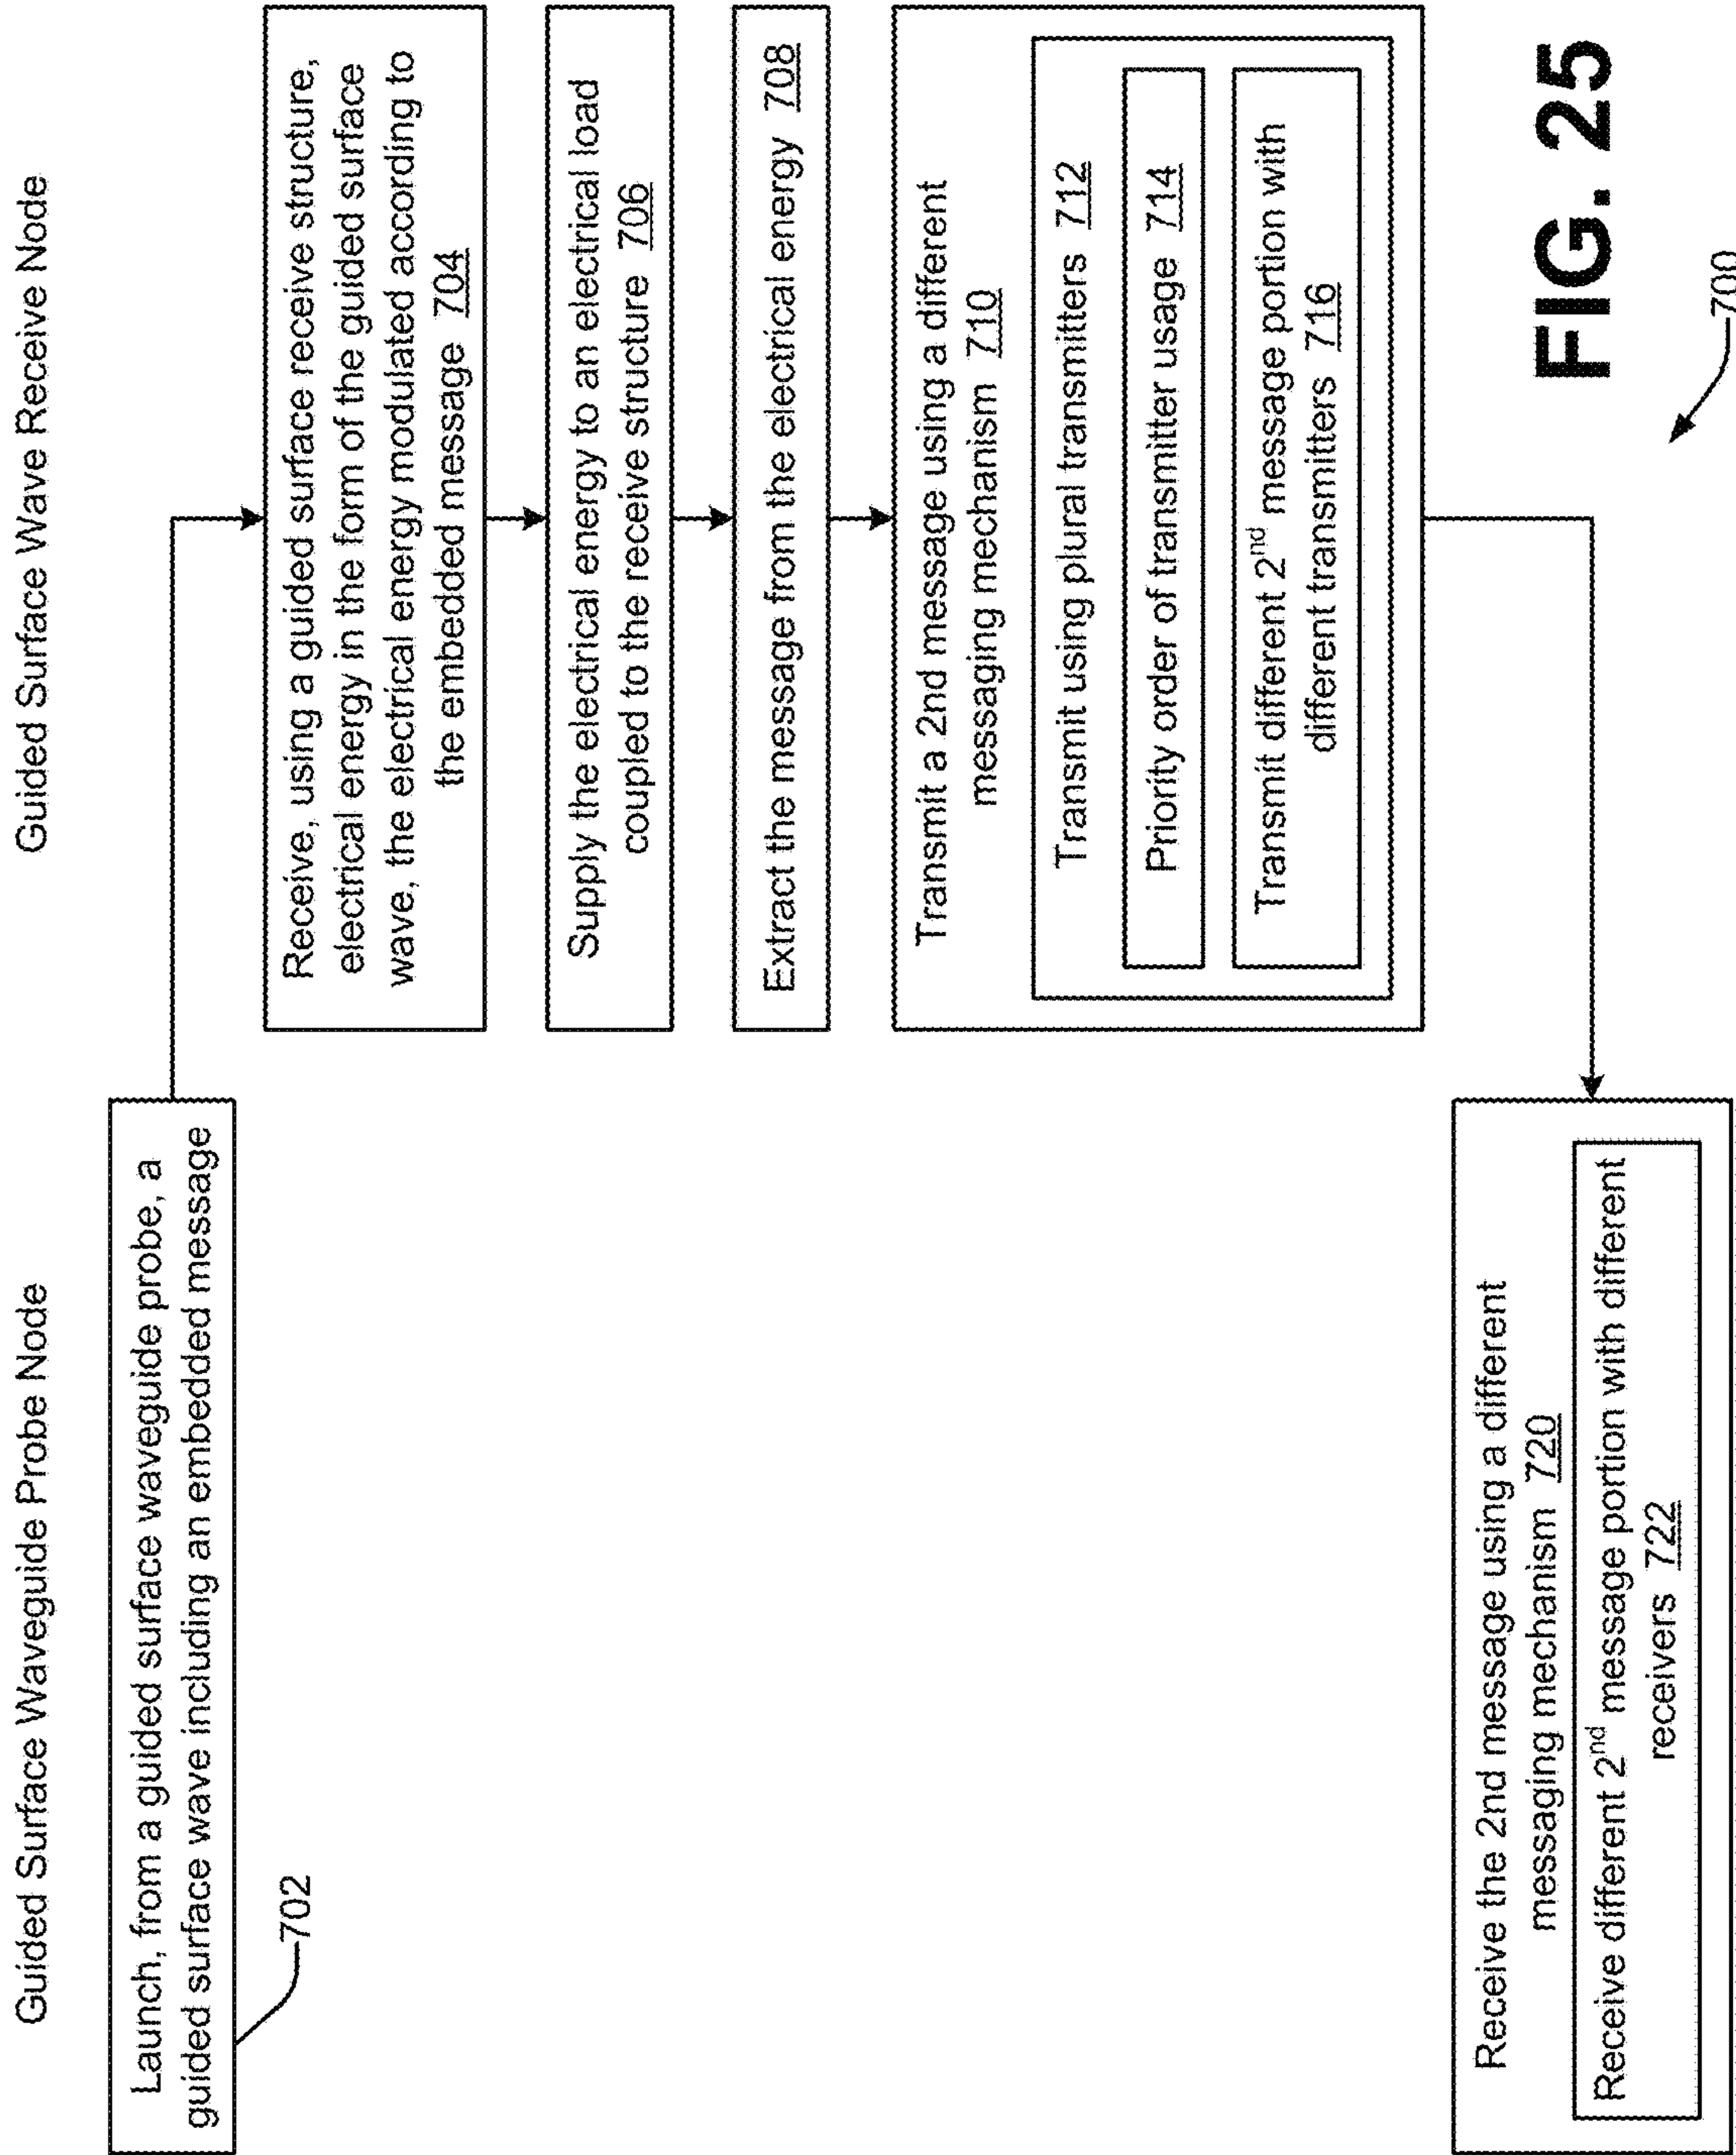 Guided Surface Waveguide Probe Node
Guided Surface Wave Receive Node
Launch, from a guided surface waveguide probe, a
guided surface wave including an embedded message
702
Receive, using a guided surface receive structure,
electrical energy in the form of the guided surface
wave, the electrical energy modulated according to
the embedded message 704
Supply the electrical energy to an electrical load
coupled to the receive structure 706
Extract the message from the electrical energy 708
Transmit a 2nd message using a different
messaging mechanism 710
Transmit using plural transmitters 712
Priority order of transmitter usage 714
Transmit different 2nd message portion with
different transmitters 716
Receive the 2nd message using a different
messaging mechanism 720
Receive different 2nd message portion with different
receivers 722
FIG. 25
700